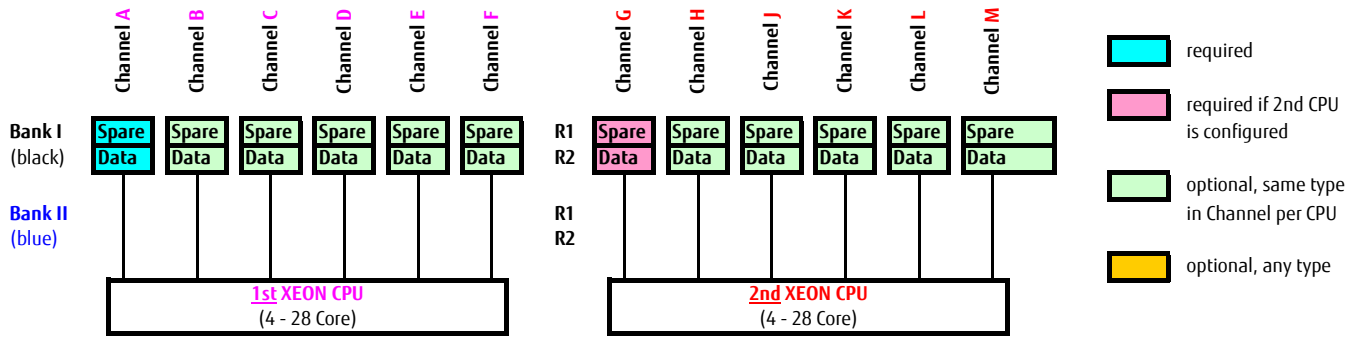 Channel A
Channel B
Channel C
Channel D
Channel E
Channel F
Channel G
Channel H
Channel J
Channel K
Channel L
Channel M
required
required if 2nd CPU
is configured
optional, same type
in Channel per CPU
optional, any type
Bank I
(black)
Spare Spare Spare Spare Spare Spare
Data Data Data Data Data Data
R1 Spare Spare Spare Spare Spare Spare
R2 Data Data Data Data Data Data
Bank II
(blue)
R1
R2
1st XEON CPU
(4 - 28 Core)
2nd XEON CPU
(4 - 28 Core)